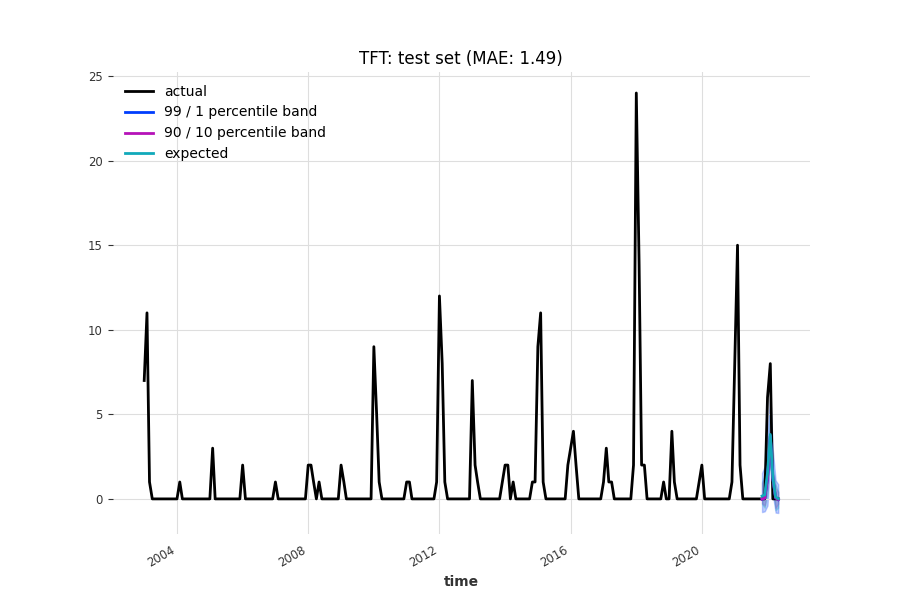 TFT: test set (MAE: 1.49)
actual
99 / 1 percentile band
90 / 10 percentile band
expected
25
20
15
10
5
0
2004
2008
2012
2016
2020
time